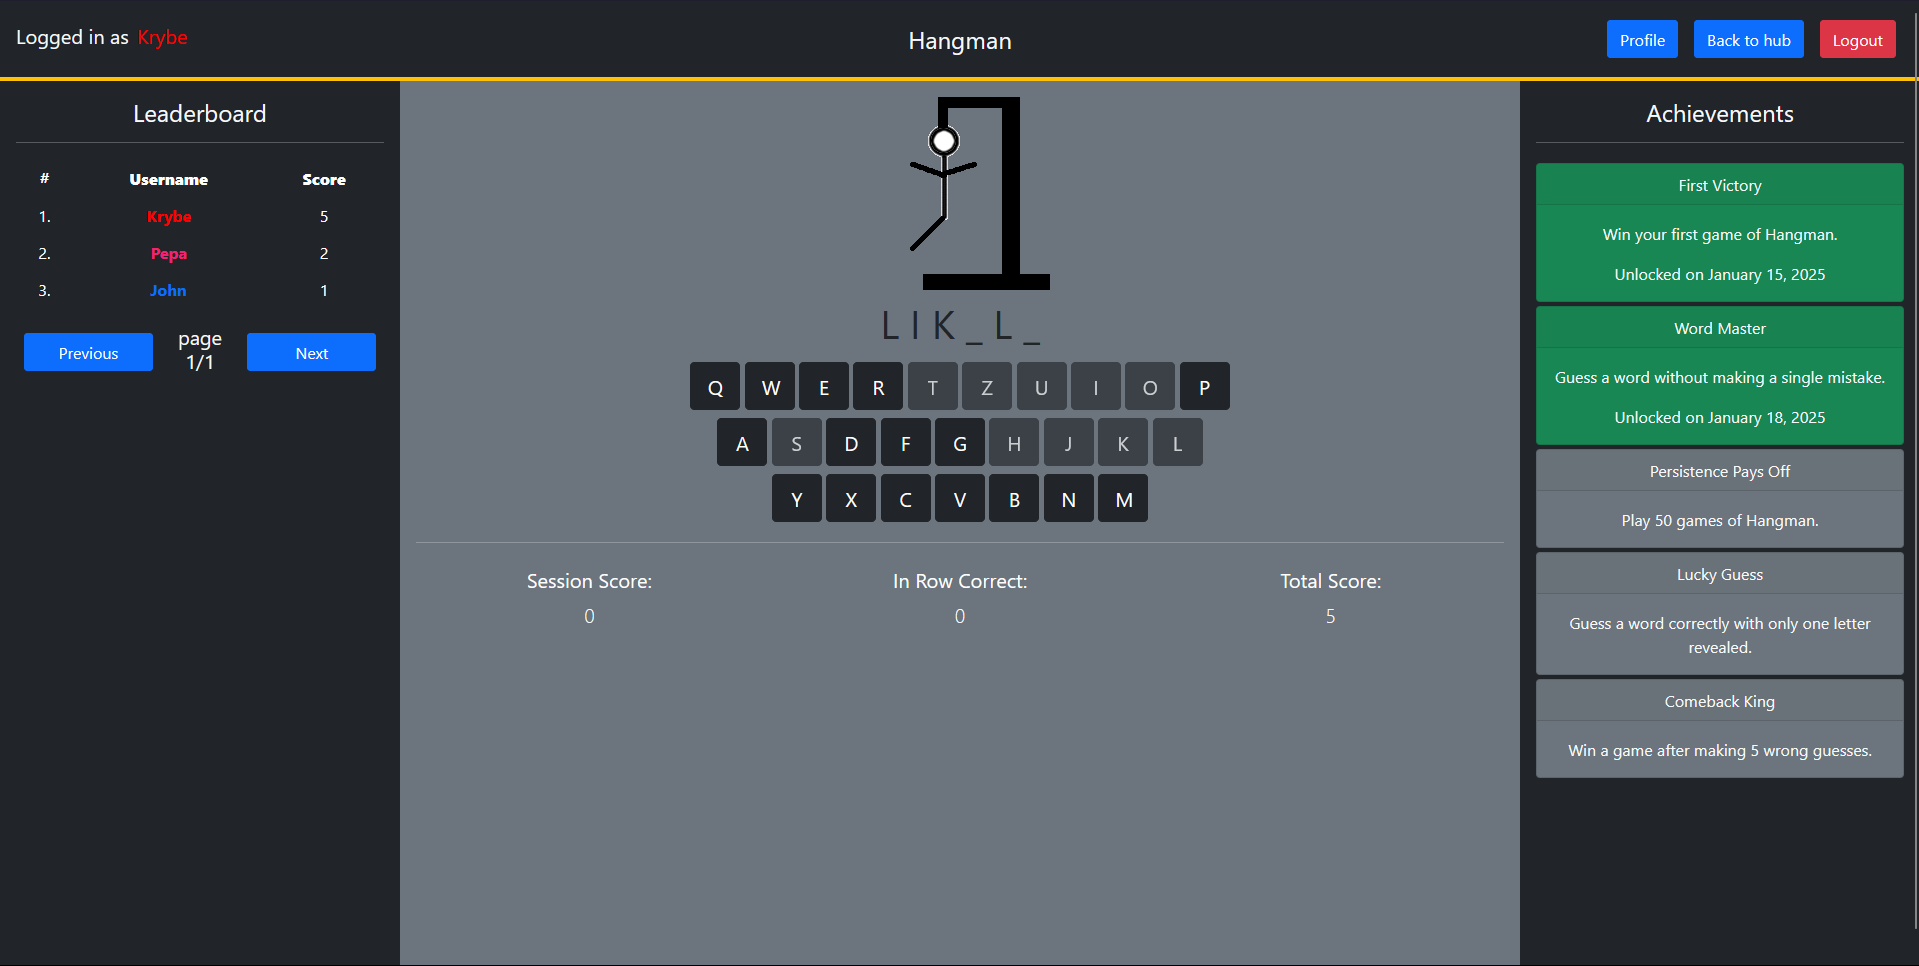 Logged in as Krybe
Hangman
Profile
Back to hub
Logout
Leaderboard
# Username Score
1. Krybe 5
2. Pepa 2
3. John 1
Previous
page
1/1
Next
L I K _ L _
Q W E R T Z U I O P
A S D F G H J K L
Y X C V B N M
Session Score:
0
In Row Correct:
0
Total Score:
5
Achievements
First Victory
Win your first game of Hangman.
Unlocked on January 15, 2025
Word Master
Guess a word without making a single mistake.
Unlocked on January 18, 2025
Persistence Pays Off
Play 50 games of Hangman.
Lucky Guess
Guess a word correctly with only one letter
revealed.
Comeback King
Win a game after making 5 wrong guesses.